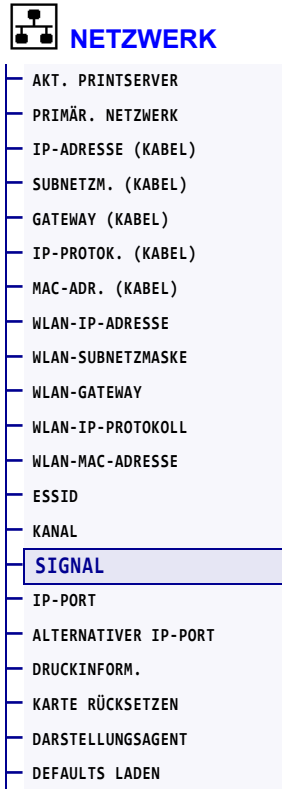 NETZWERK
AKT. PRINTSERVER
PRIMÄR. NETZWERK
IP-ADRESSE (KABEL)
SUBNETZM. (KABEL)
GATEWAY (KABEL)
IP-PROTOK. (KABEL)
MAC-ADR. (KABEL)
WLAN-IP-ADRESSE
WLAN-SUBNETZMASKE
WLAN-GATEWAY
WLAN-IP-PROTOKOLL
WLAN-MAC-ADRESSE
ESSID
KANAL
SIGNAL
IP-PORT
ALTERNATIVER IP-PORT
DRUCKINFORM.
KARTE RÜCKSETZEN
DARSTELLUNGSAGENT
DEFAULTS LADEN